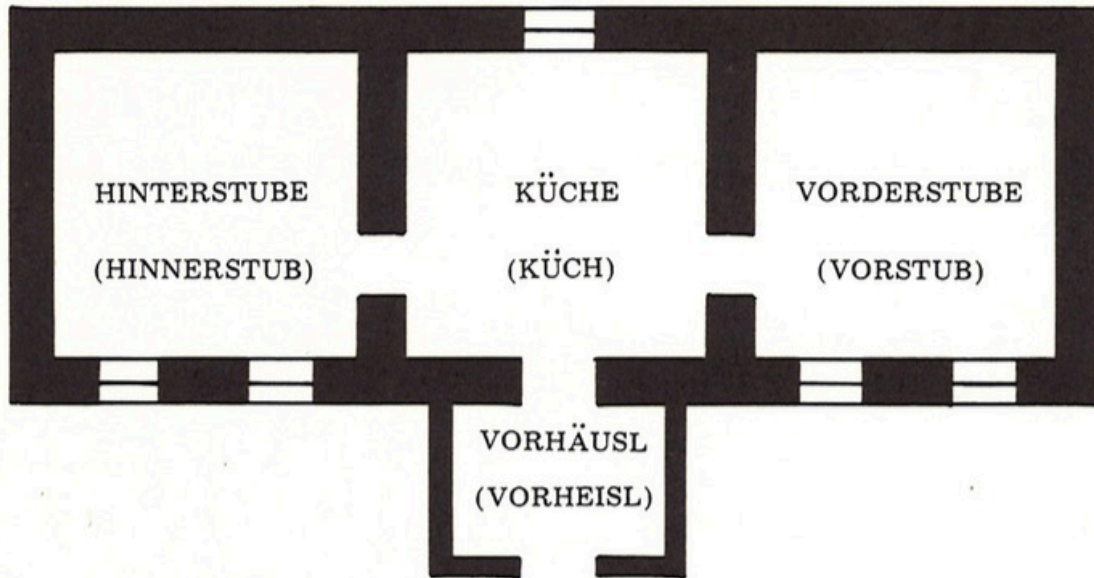 HINTERSTUBE
(HINNERSTUB)
KÜCHE
(KÜCH)
VORDERSTUBE
(VORSTUB)
VORHÄUSL
(VORHEISL)